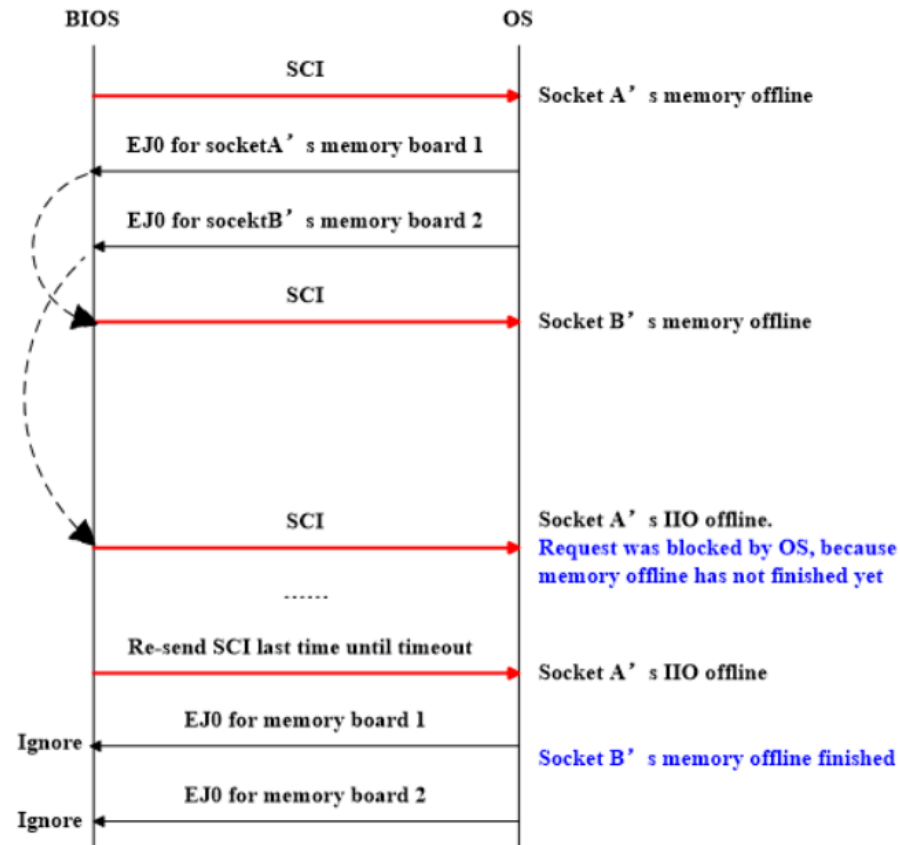 BIOS OS
SCI
Socket A’s memory offline
EJ0 for socketA’s memory board 1
EJ0 for socektB’s memory board 2
SCI
Socket B’s memory offline
SCI
Socket A’s IIO offline.
Request was blocked by OS, because
memory offline has not finished yet
......
Re-send SCI last time until timeout
Socket A’s IIO offline
EJ0 for memory board 1
Ignore
Socket B’s memory offline finished
EJ0 for memory board 2
Ignore